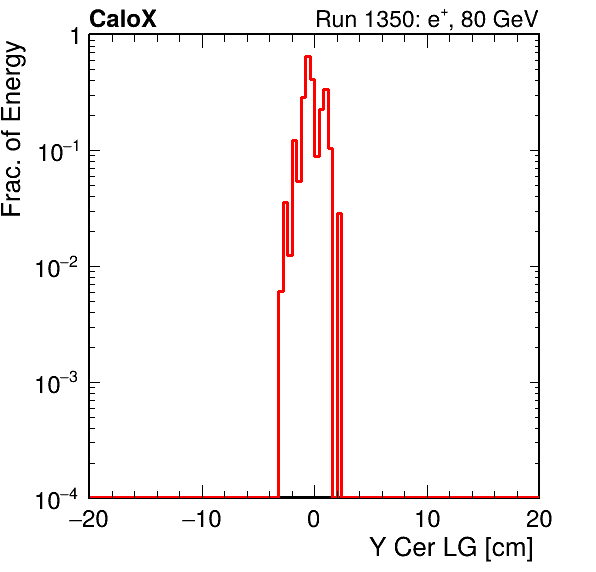 CaloX Run 1350: e⁺, 80 GeV
Frac. of Energy
1
10⁻¹
10⁻²
10⁻³
10⁻⁴
−20 −10 0 10 20
Y Cer LG [cm]